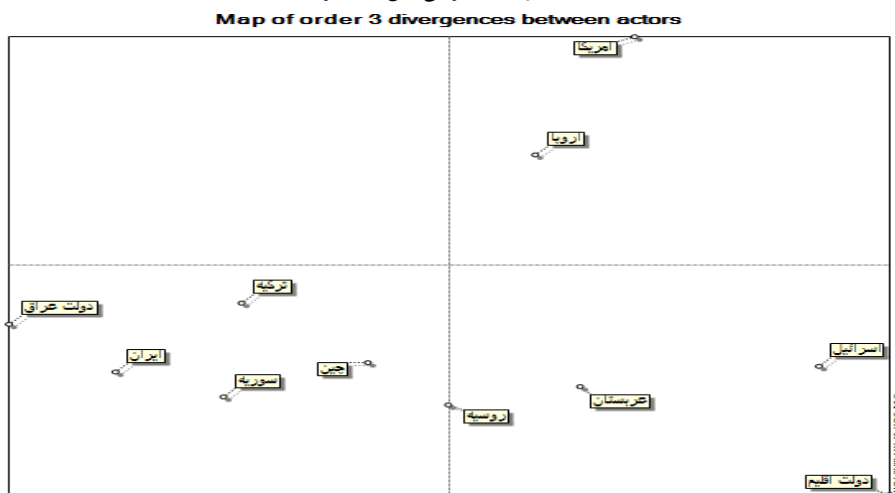 Map of order 3 divergences between actors
امریکا
اروپا
ترکیه
دولت عراق
ایران
اسرائیل
چین
سوریه
عربستان
روسیه
دولت اقلیم